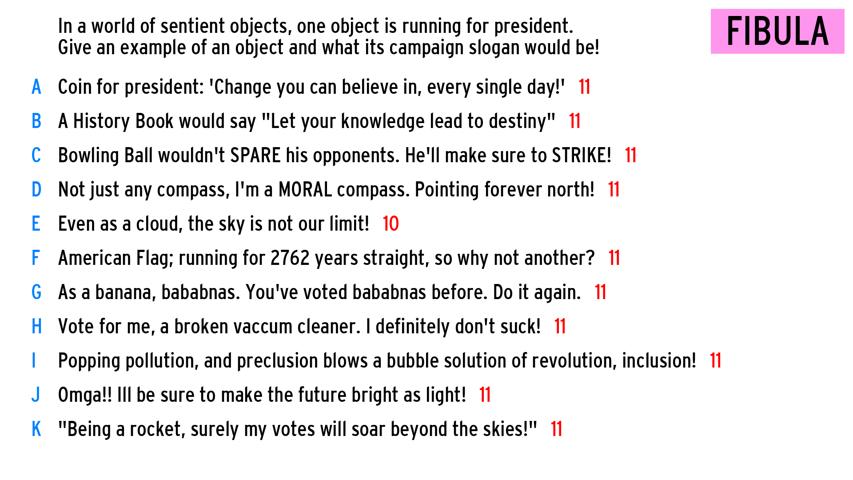 In a world of sentient objects, one object is running for president.
Give an example of an object and what its campaign slogan would be!
FIBULA
A Coin for president: 'Change you can believe in, every single day!' 11
B A History Book would say "Let your knowledge lead to destiny" 11
C Bowling Ball wouldn't SPARE his opponents. He'll make sure to STRIKE! 11
D Not just any compass, I'm a MORAL compass. Pointing forever north! 11
E Even as a cloud, the sky is not our limit! 10
F American Flag; running for 2762 years straight, so why not another? 11
G As a banana, bababnas. You've voted bababnas before. Do it again. 11
H Vote for me, a broken vaccum cleaner. I definitely don't suck! 11
I Popping pollution, and preclusion blows a bubble solution of revolution, inclusion! 11
J Omga!! Ill be sure to make the future bright as light! 11
K "Being a rocket, surely my votes will soar beyond the skies!" 11